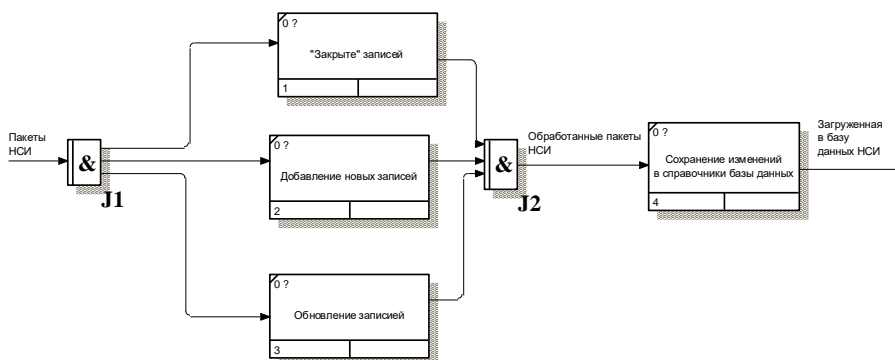 0 ?
"Закрыте" записей
1
Пакеты
НСИ
&
J1
0 ?
Добавление новых записей
2
0 ?
Обновление записией
3
&
J2
Обработанные пакеты
НСИ
0 ?
Сохранение изменений
в справочники базы данных
4
Загруженная
в базу
данных НСИ